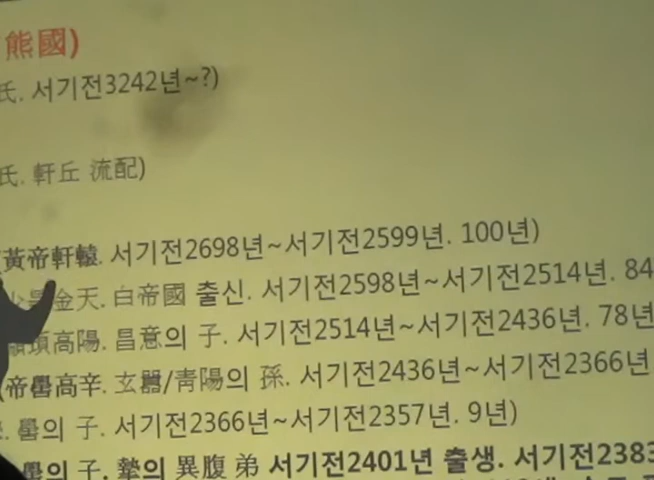 熊國)
氏. 서기전3242년~?)
氏. 軒丘 流配)
(黃帝軒轅. 서기전2698년~서기전2599년. 100년)
金天. 白帝國 출신. 서기전2598년~서기전2514년. 84
頊高陽. 昌意의 子. 서기전2514년~서기전2436년. 78년
(帝嚳高辛. 玄囂/靑陽의 孫. 서기전2436년~서기전2366년
嚳의 子. 서기전2366년~서기전2357년. 9년)
嚳의 子. 摯의 異腹 弟 서기전2401년 출생. 서기전2383